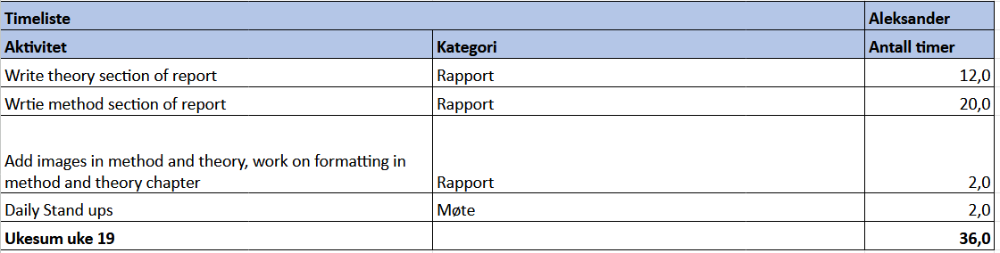 Timeliste Aleksander
Aktivitet Kategori Antall timer
Write theory section of report Rapport 12,0
Wrtie method section of report Rapport 20,0
Add images in method and theory, work on formatting in
method and theory chapter Rapport 2,0
Daily Stand ups Møte 2,0
Ukesum uke 19 36,0